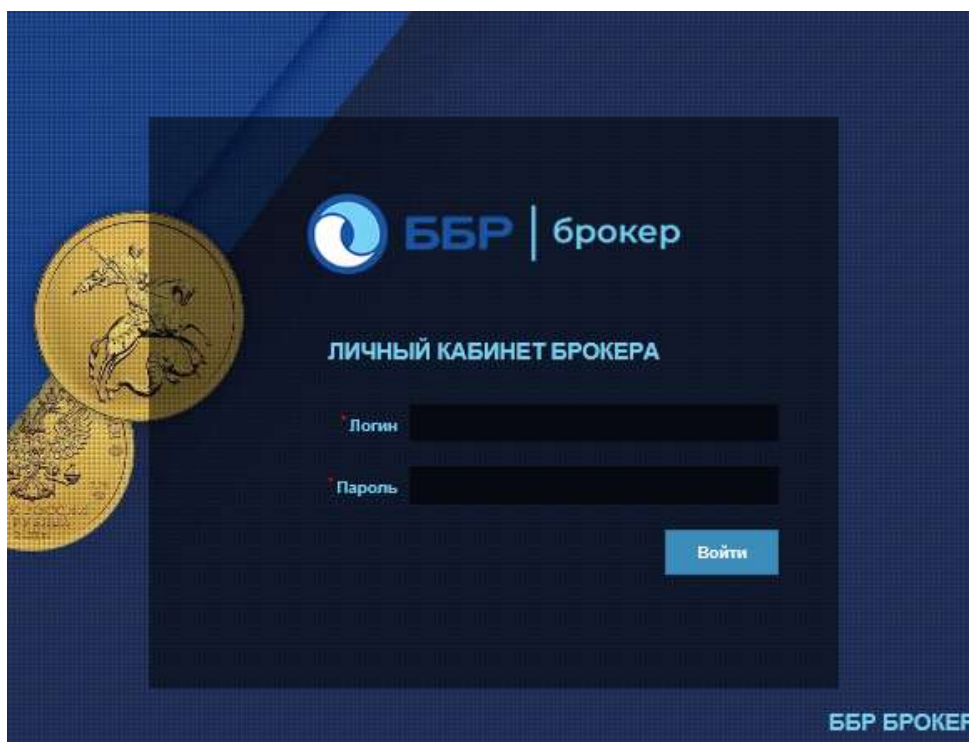 ББР | брокер
ЛИЧНЫЙ КАБИНЕТ БРОКЕРА
*Логин
*Пароль
Войти
ББР БРОКЕР